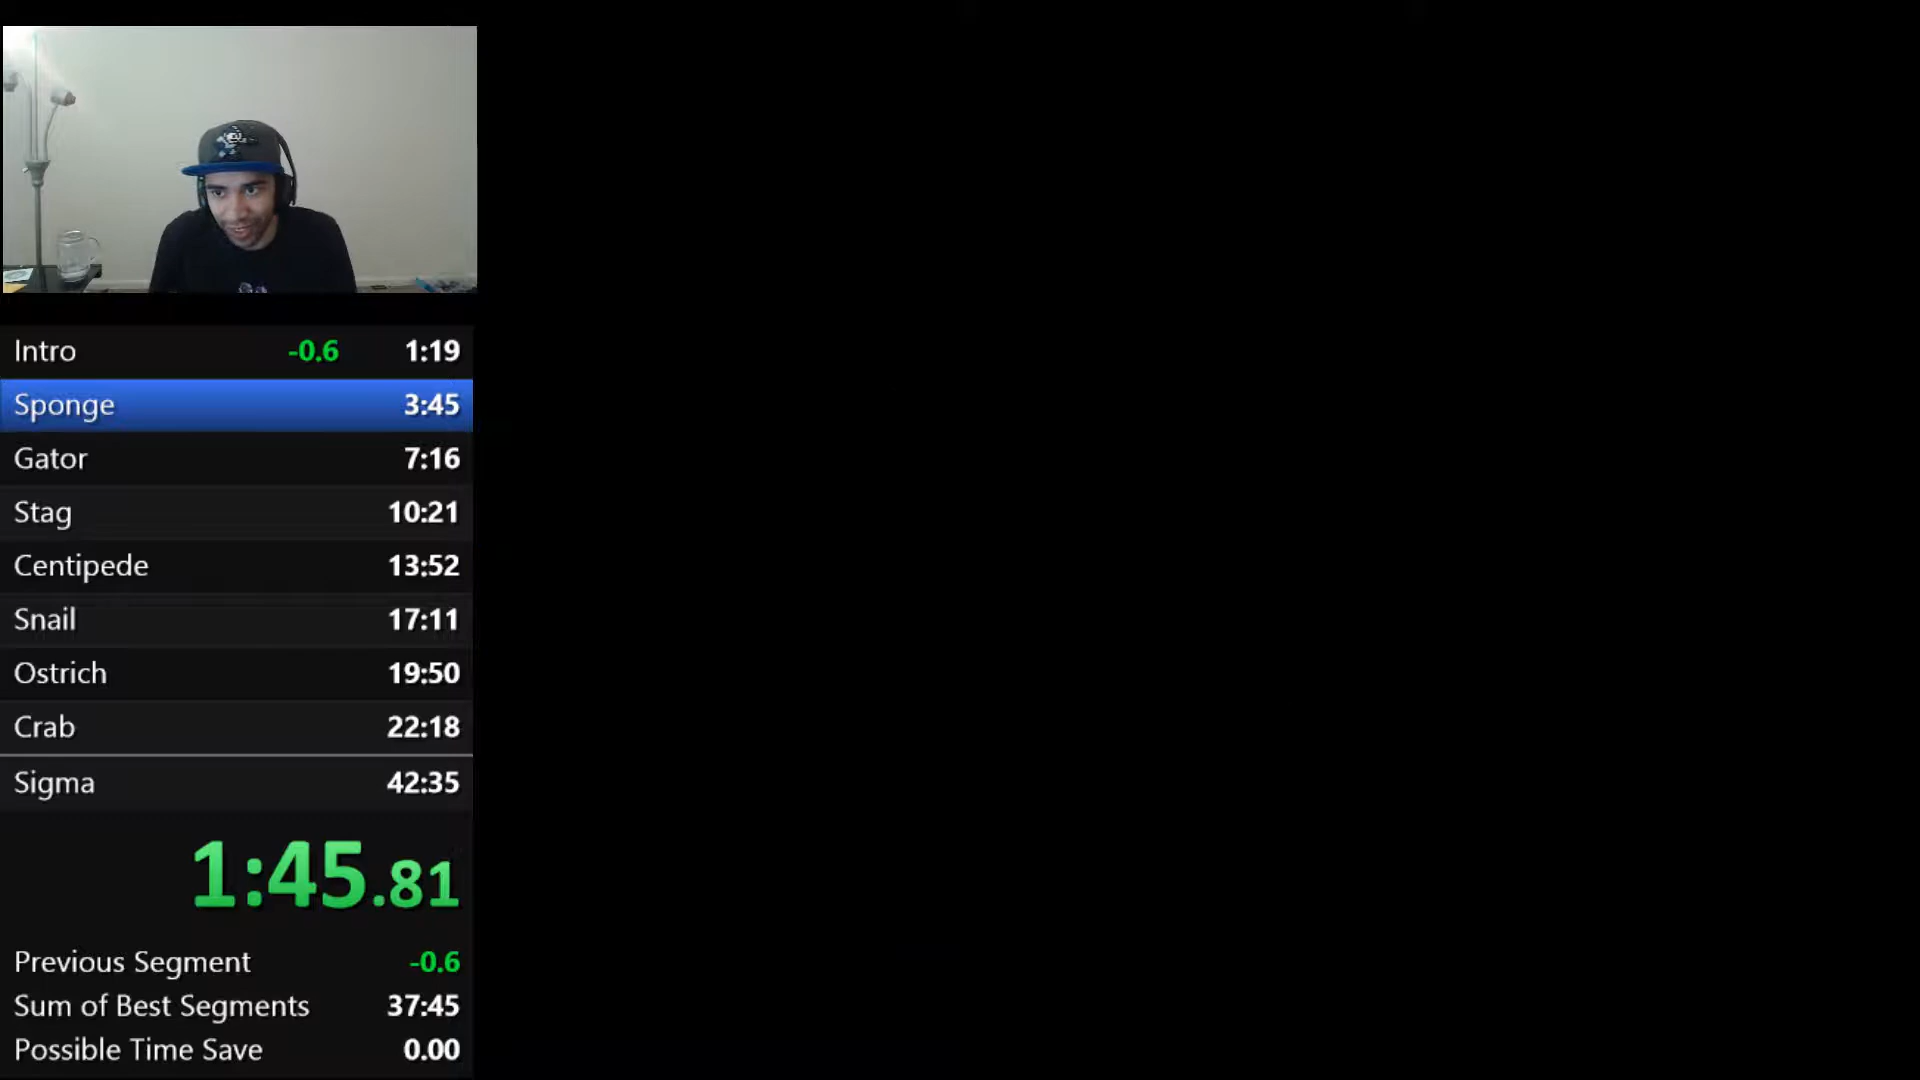 Intro -0.6 1:19
Sponge 3:45
Gator 7:16
Stag 10:21
Centipede 13:52
Snail 17:11
Ostrich 19:50
Crab 22:18
Sigma 42:35
1:45.81
Previous Segment -0.6
Sum of Best Segments 37:45
Possible Time Save 0.00